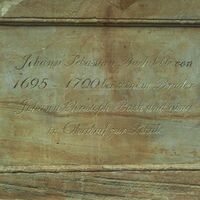 Johann Sebastian Bach lebte von
1695 - 1700 bei seinem Bruder
Johann Christoph Bach und ging
in Ohrdruf zur Schule